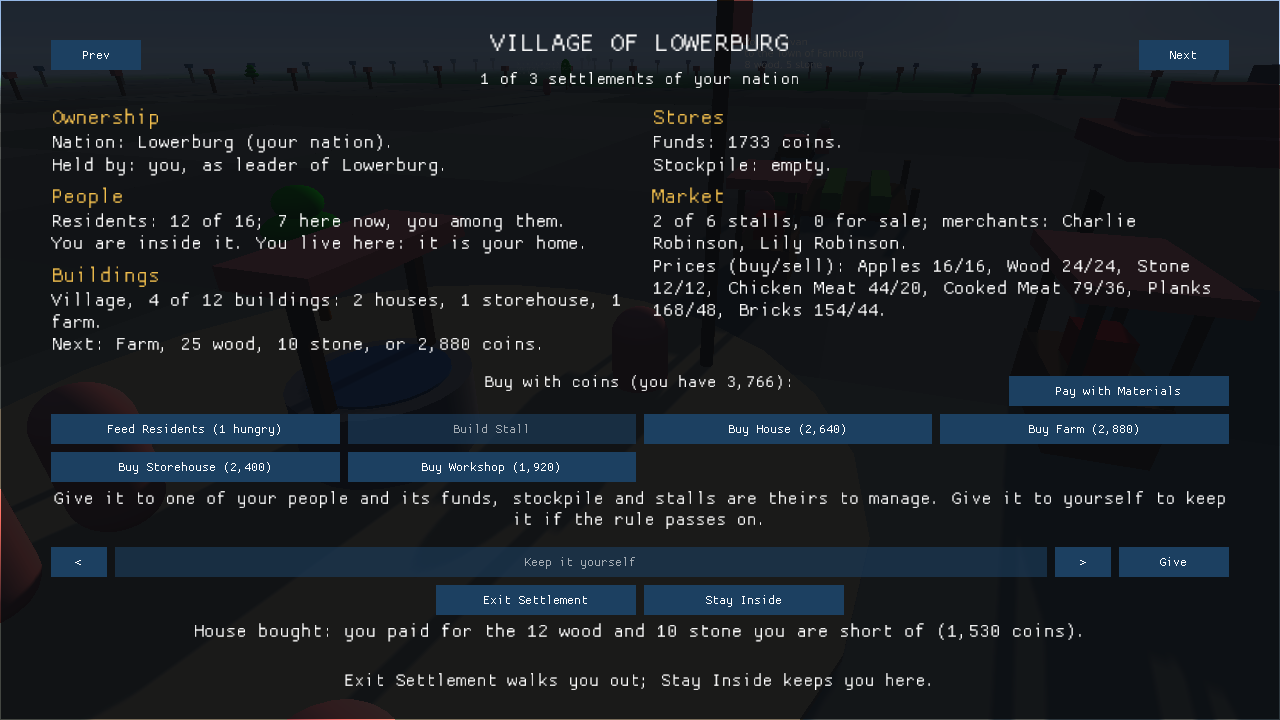 Prev
VILLAGE OF LOWERBURG
Next
1 of 3 settlements of your nation
Ownership
Nation: Lowerburg (your nation).
Held by: you, as leader of Lowerburg.
People
Residents: 12 of 16; 7 here now, you among them.
You are inside it. You live here: it is your home.
Buildings
Village, 4 of 12 buildings: 2 houses, 1 storehouse, 1
farm.
Next: Farm, 25 wood, 10 stone, or 2,880 coins.
Stores
Funds: 1733 coins.
Stockpile: empty.
Market
2 of 6 stalls, 0 for sale; merchants: Charlie
Robinson, Lily Robinson.
Prices (buy/sell): Apples 16/16, Wood 24/24, Stone
12/12, Chicken Meat 44/20, Cooked Meat 79/36, Planks
168/48, Bricks 154/44.
Buy with coins (you have 3,766):
Pay with Materials
Feed Residents (1 hungry)
Build Stall
Buy House (2,640)
Buy Farm (2,880)
Buy Storehouse (2,400)
Buy Workshop (1,920)
Give it to one of your people and its funds, stockpile and stalls are theirs to manage. Give it to yourself to keep
it if the rule passes on.
<
Keep it yourself
>
Give
Exit Settlement
Stay Inside
House bought: you paid for the 12 wood and 10 stone you are short of (1,530 coins).
Exit Settlement walks you out; Stay Inside keeps you here.